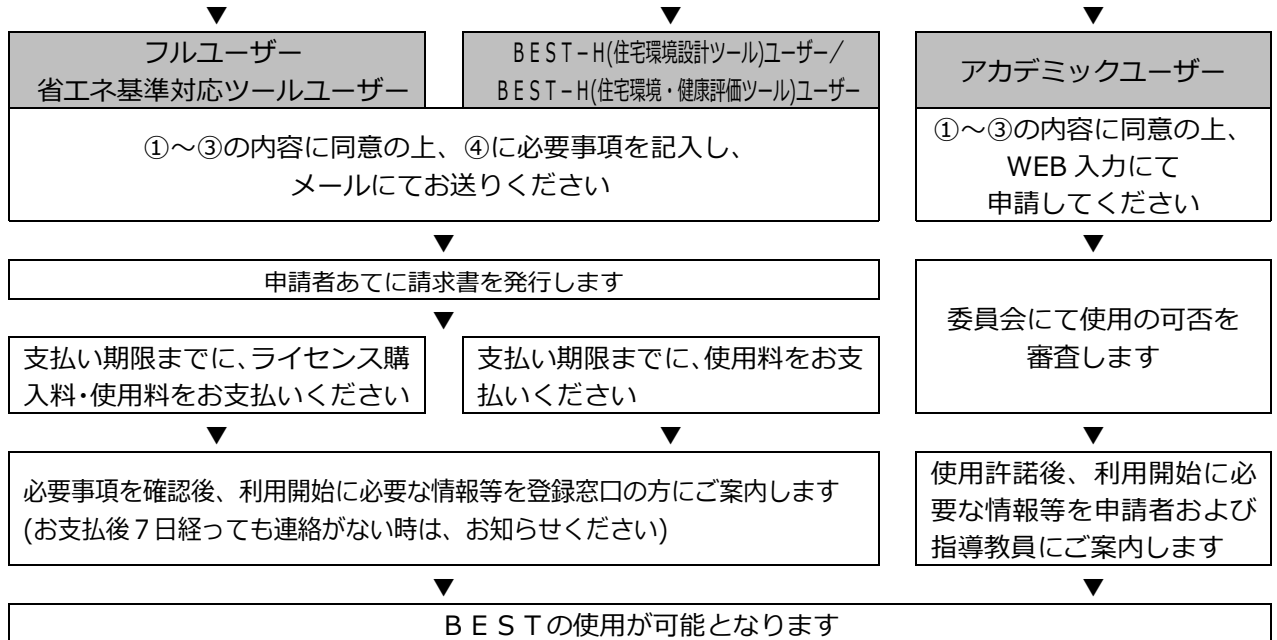 ▼ ▼ ▼
フルユーザー
省エネ基準対応ツールユーザー
ＢＥＳＴ−Ｈ(住宅環境設計ツール)ユーザー／
ＢＥＳＴ−Ｈ(住宅環境・健康評価ツール)ユーザー
アカデミックユーザー
①～③の内容に同意の上、④に必要事項を記入し、
メールにてお送りください
①～③の内容に同意の上、
WEB 入力にて
申請してください
▼ ▼
申請者あてに請求書を発行します
▼
支払い期限までに、ライセンス購
入料・使用料をお支払いください
支払い期限までに、使用料をお支
払いください
委員会にて使用の可否を
審査します
▼ ▼ ▼
必要事項を確認後、利用開始に必要な情報等を登録窓口の方にご案内します
(お支払後７日経っても連絡がない時は、お知らせください)
使用許諾後、利用開始に必
要な情報等を申請者および
指導教員にご案内します
▼ ▼
ＢＥＳＴの使用が可能となります